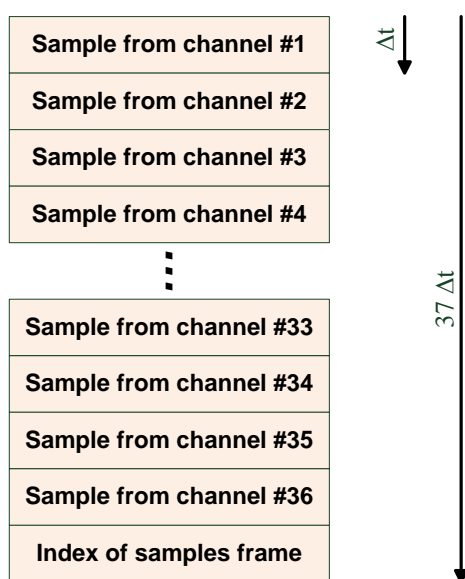 Sample from channel #1
Sample from channel #2
Sample from channel #3
Sample from channel #4
Sample from channel #33
Sample from channel #34
Sample from channel #35
Sample from channel #36
Index of samples frame
Δt
37 Δt